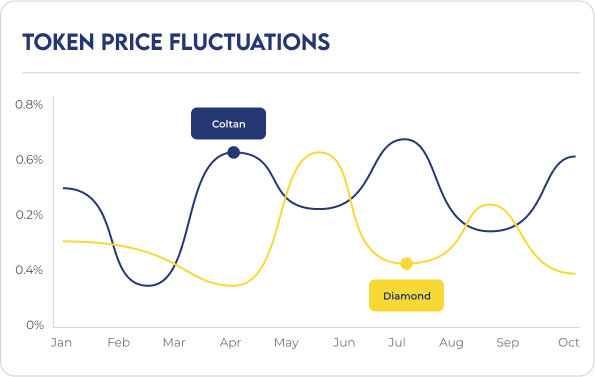 TOKEN PRICE FLUCTUATIONS
0.8%
Coltan
0.6%
0.2%
0.4%
Diamond
0%
Jan Feb Mar Apr May Jun Jul Aug Sep Oct